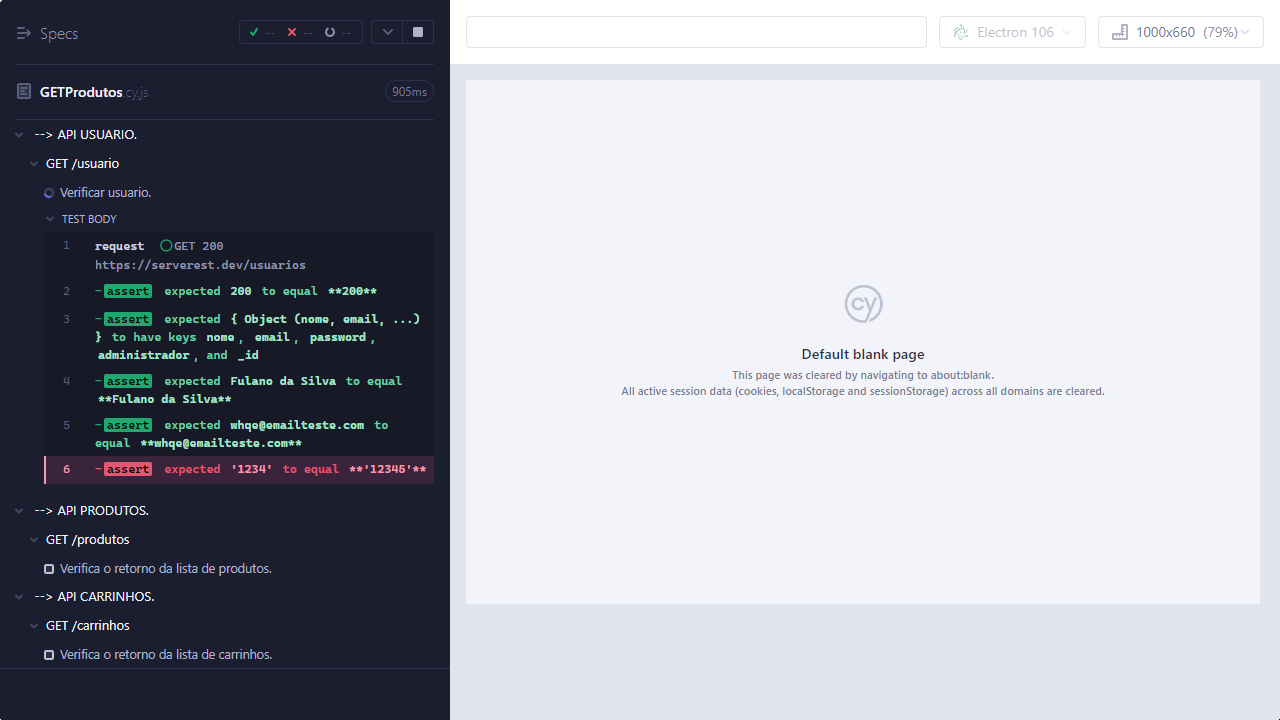 Specs
-- -- --
GETProdutos.cy.js
905ms
--> API USUARIO.
GET /usuario
Verificar usuario.
TEST BODY
1 request GET 200
https://serverest.dev/usuarios
2 -assert expected 200 to equal **200**
3 -assert expected { Object (nome, email, ...)
} to have keys nome, email, password,
administrador, and _id
4 -assert expected Fulano da Silva to equal
**Fulano da Silva**
5 -assert expected whqe@emailteste.com to
equal **whqe@emailteste.com**
6 -assert expected '1234' to equal **'12345'**
--> API PRODUTOS.
GET /produtos
Verifica o retorno da lista de produtos.
--> API CARRINHOS.
GET /carrinhos
Verifica o retorno da lista de carrinhos.
Electron 106
1000x660 (79%)
cy
Default blank page
This page was cleared by navigating to about:blank.
All active session data (cookies, localStorage and sessionStorage) across all domains are cleared.